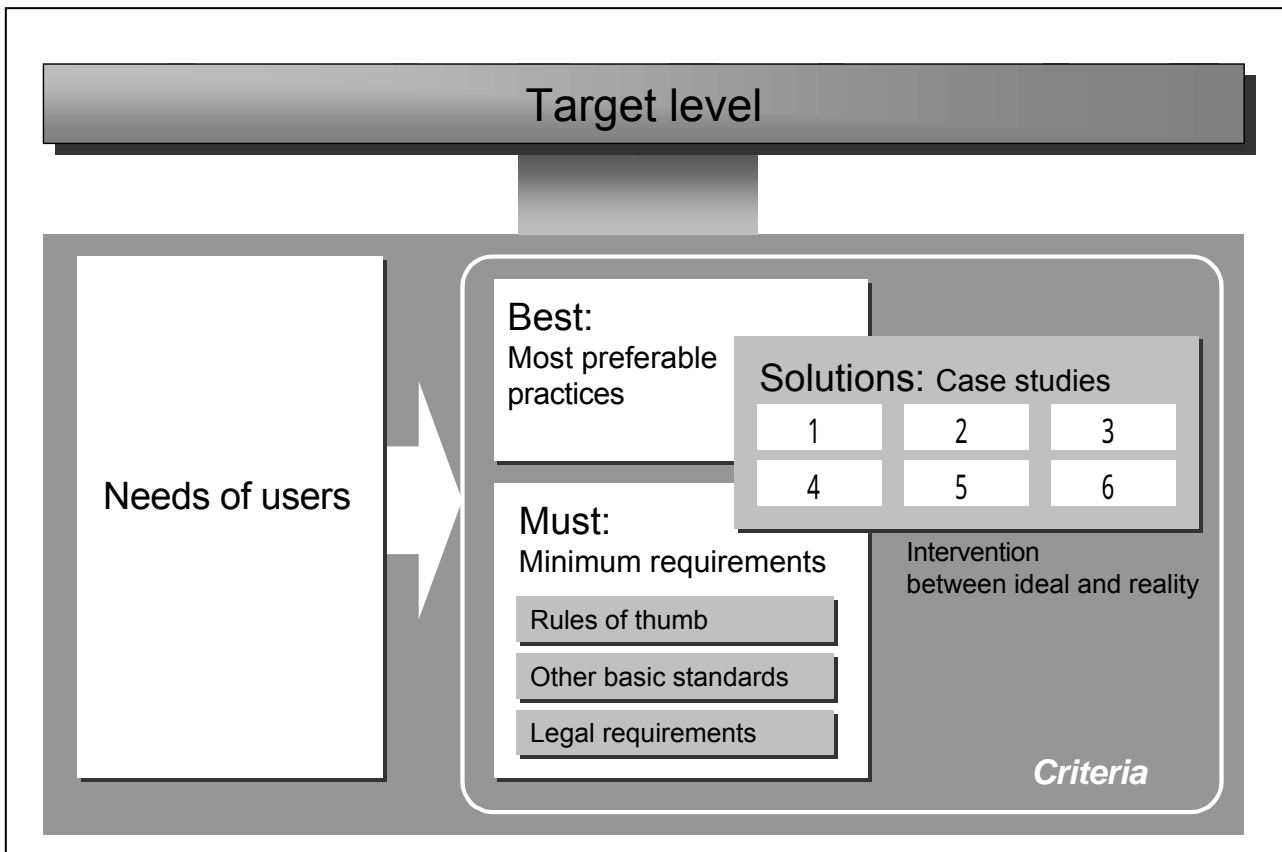 Target level
Needs of users
Best:
Most preferable
practices
Solutions: Case studies
1 2 3
4 5 6
Must:
Minimum requirements
Rules of thumb
Other basic standards
Legal requirements
Intervention
between ideal and reality
Criteria